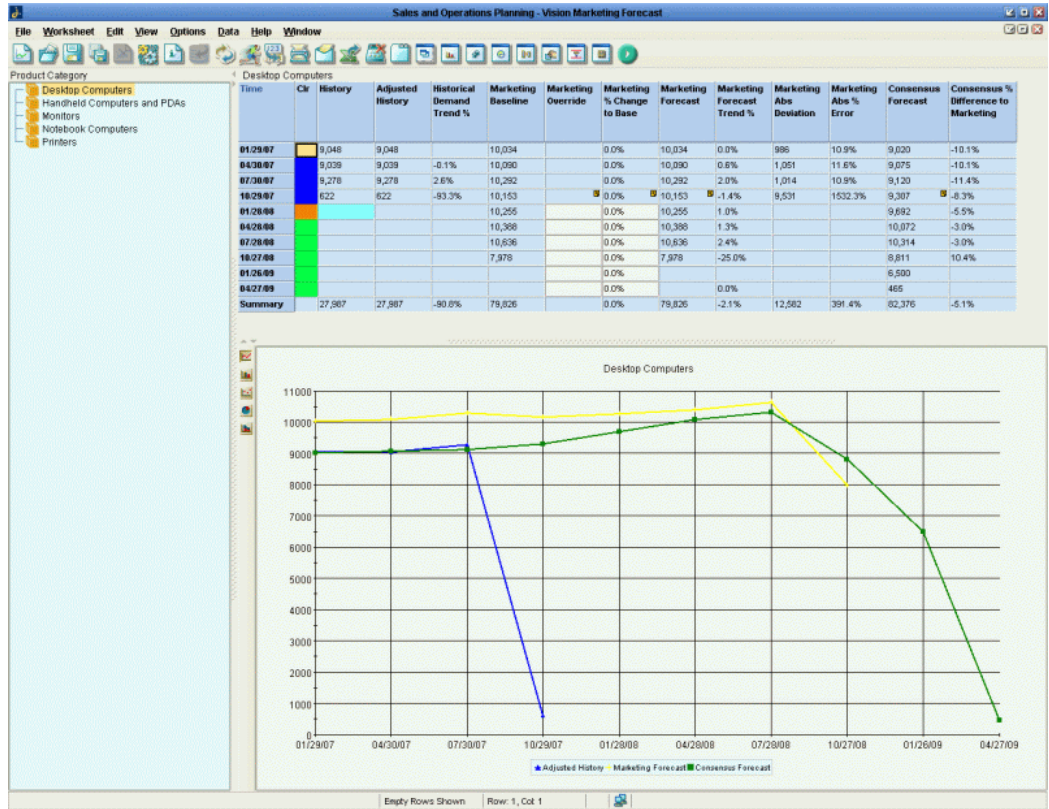 Sales and Operations Planning - Vision Marketing Forecast
File Worksheet Edit View Options Data Help Window
Product Category
Desktop Computers
Handheld Computers and PDAs
Monitors
Notebook Computers
Printers
Desktop Computers
Time Clr History Adjusted History Historical Demand Trend % Marketing Baseline Marketing Override Marketing % Change to Base Marketing Forecast Marketing Forecast Trend % Marketing Abs Deviation Marketing Abs % Error Consensus Forecast Consensus % Difference to Marketing
01/29/07 9,048 9,048 10,034 0.0% 10,034 0.0% 986 10.9% 9,020 -10.1%
04/30/07 9,039 9,039 -0.1% 10,090 0.0% 10,090 0.6% 1,051 11.6% 9,075 -10.1%
07/30/07 9,278 9,278 2.6% 10,292 0.0% 10,292 2.0% 1,014 10.9% 9,120 -11.4%
10/29/07 622 622 -93.3% 10,153 0.0% 10,153 -1.4% 9,531 1532.3% 9,307 -8.3%
01/28/08 10,255 0.0% 10,255 1.0% 9,692 -5.5%
04/28/08 10,388 0.0% 10,388 1.3% 10,072 -3.0%
07/28/08 10,636 0.0% 10,636 2.4% 10,314 -3.0%
10/27/08 7,978 0.0% 7,978 -25.0% 8,811 10.4%
01/26/09 0.0% 6,500
04/27/09 0.0% 0.0% 465
Summary 27,987 27,987 -90.8% 79,826 0.0% 79,826 -2.1% 12,582 391.4% 82,376 -5.1%
Desktop Computers
11000
10000
9000
8000
7000
6000
5000
4000
3000
2000
1000
0
01/29/07 04/30/07 07/30/07 10/29/07 01/28/08 04/28/08 07/28/08 10/27/08 01/26/09 04/27/09
Adjusted History Marketing Forecast Consensus Forecast
Empty Rows Shown Row: 1, Col: 1